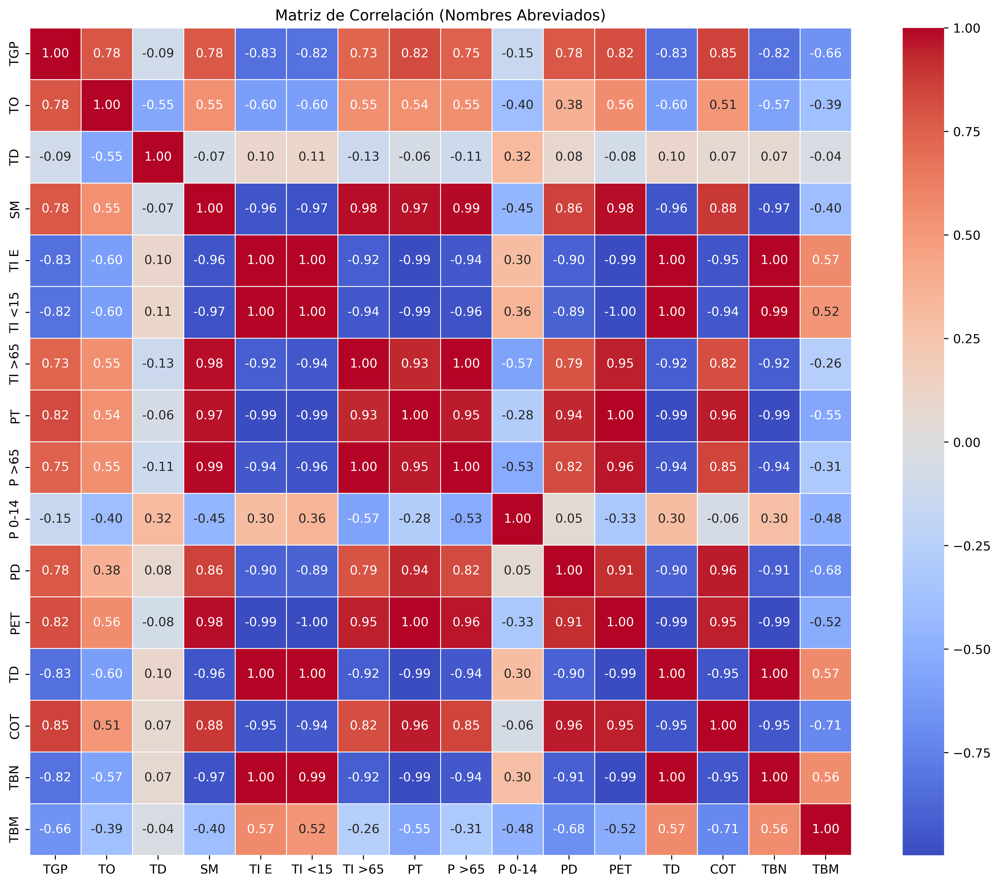 Matriz de Correlación (Nombres Abreviados)
TGP 1.00 0.78 -0.09 0.78 -0.83 -0.82 0.73 0.82 0.75 -0.15 0.78 0.82 -0.83 0.85 -0.82 -0.66
TO 0.78 1.00 -0.55 0.55 -0.60 -0.60 0.55 0.54 0.55 -0.40 0.38 0.56 -0.60 0.51 -0.57 -0.39
TD -0.09 -0.55 1.00 -0.07 0.10 0.11 -0.13 -0.06 -0.11 0.32 0.08 -0.08 0.10 0.07 0.07 -0.04
SM 0.78 0.55 -0.07 1.00 -0.96 -0.97 0.98 0.97 0.99 -0.45 0.86 0.98 -0.96 0.88 -0.97 -0.40
TI E -0.83 -0.60 0.10 -0.96 1.00 1.00 -0.92 -0.99 -0.94 0.30 -0.90 -0.99 1.00 -0.95 1.00 0.57
TI <15 -0.82 -0.60 0.11 -0.97 1.00 1.00 -0.94 -0.99 -0.96 0.36 -0.89 -1.00 1.00 -0.94 0.99 0.52
TI >65 0.73 0.55 -0.13 0.98 -0.92 -0.94 1.00 0.93 1.00 -0.57 0.79 0.95 -0.92 0.82 -0.92 -0.26
PT 0.82 0.54 -0.06 0.97 -0.99 -0.99 0.93 1.00 0.95 -0.28 0.94 1.00 -0.99 0.96 -0.99 -0.55
P >65 0.75 0.55 -0.11 0.99 -0.94 -0.96 1.00 0.95 1.00 -0.53 0.82 0.96 -0.94 0.85 -0.94 -0.31
P 0-14 -0.15 -0.40 0.32 -0.45 0.30 0.36 -0.57 -0.28 -0.53 1.00 0.05 -0.33 0.30 -0.06 0.30 -0.48
PD 0.78 0.38 0.08 0.86 -0.90 -0.89 0.79 0.94 0.82 0.05 1.00 0.91 -0.90 0.96 -0.91 -0.68
PET 0.82 0.56 -0.08 0.98 -0.99 -1.00 0.95 1.00 0.96 -0.33 0.91 1.00 -0.99 0.95 -0.99 -0.52
TD -0.83 -0.60 0.10 -0.96 1.00 1.00 -0.92 -0.99 -0.94 0.30 -0.90 -0.99 1.00 -0.95 1.00 0.57
COT 0.85 0.51 0.07 0.88 -0.95 -0.94 0.82 0.96 0.85 -0.06 0.96 0.95 -0.95 1.00 -0.95 -0.71
TBN -0.82 -0.57 0.07 -0.97 1.00 0.99 -0.92 -0.99 -0.94 0.30 -0.91 -0.99 1.00 -0.95 1.00 0.56
TBM -0.66 -0.39 -0.04 -0.40 0.57 0.52 -0.26 -0.55 -0.31 -0.48 -0.68 -0.52 0.57 -0.71 0.56 1.00
TGP TO TD SM TI E TI <15 TI >65 PT P >65 P 0-14 PD PET TD COT TBN TBM
1.00
0.75
0.50
0.25
0.00
−0.25
−0.50
−0.75